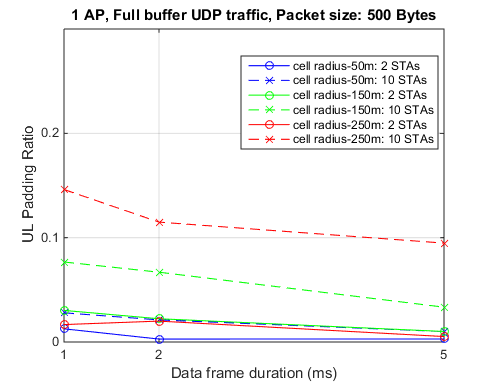 1 AP, Full buffer UDP traffic, Packet size: 500 Bytes
cell radius-50m: 2 STAs
cell radius-50m: 10 STAs
cell radius-150m: 2 STAs
cell radius-150m: 10 STAs
cell radius-250m: 2 STAs
cell radius-250m: 10 STAs
UL Padding Ratio
0.2
0.1
0
1
2
5
Data frame duration (ms)